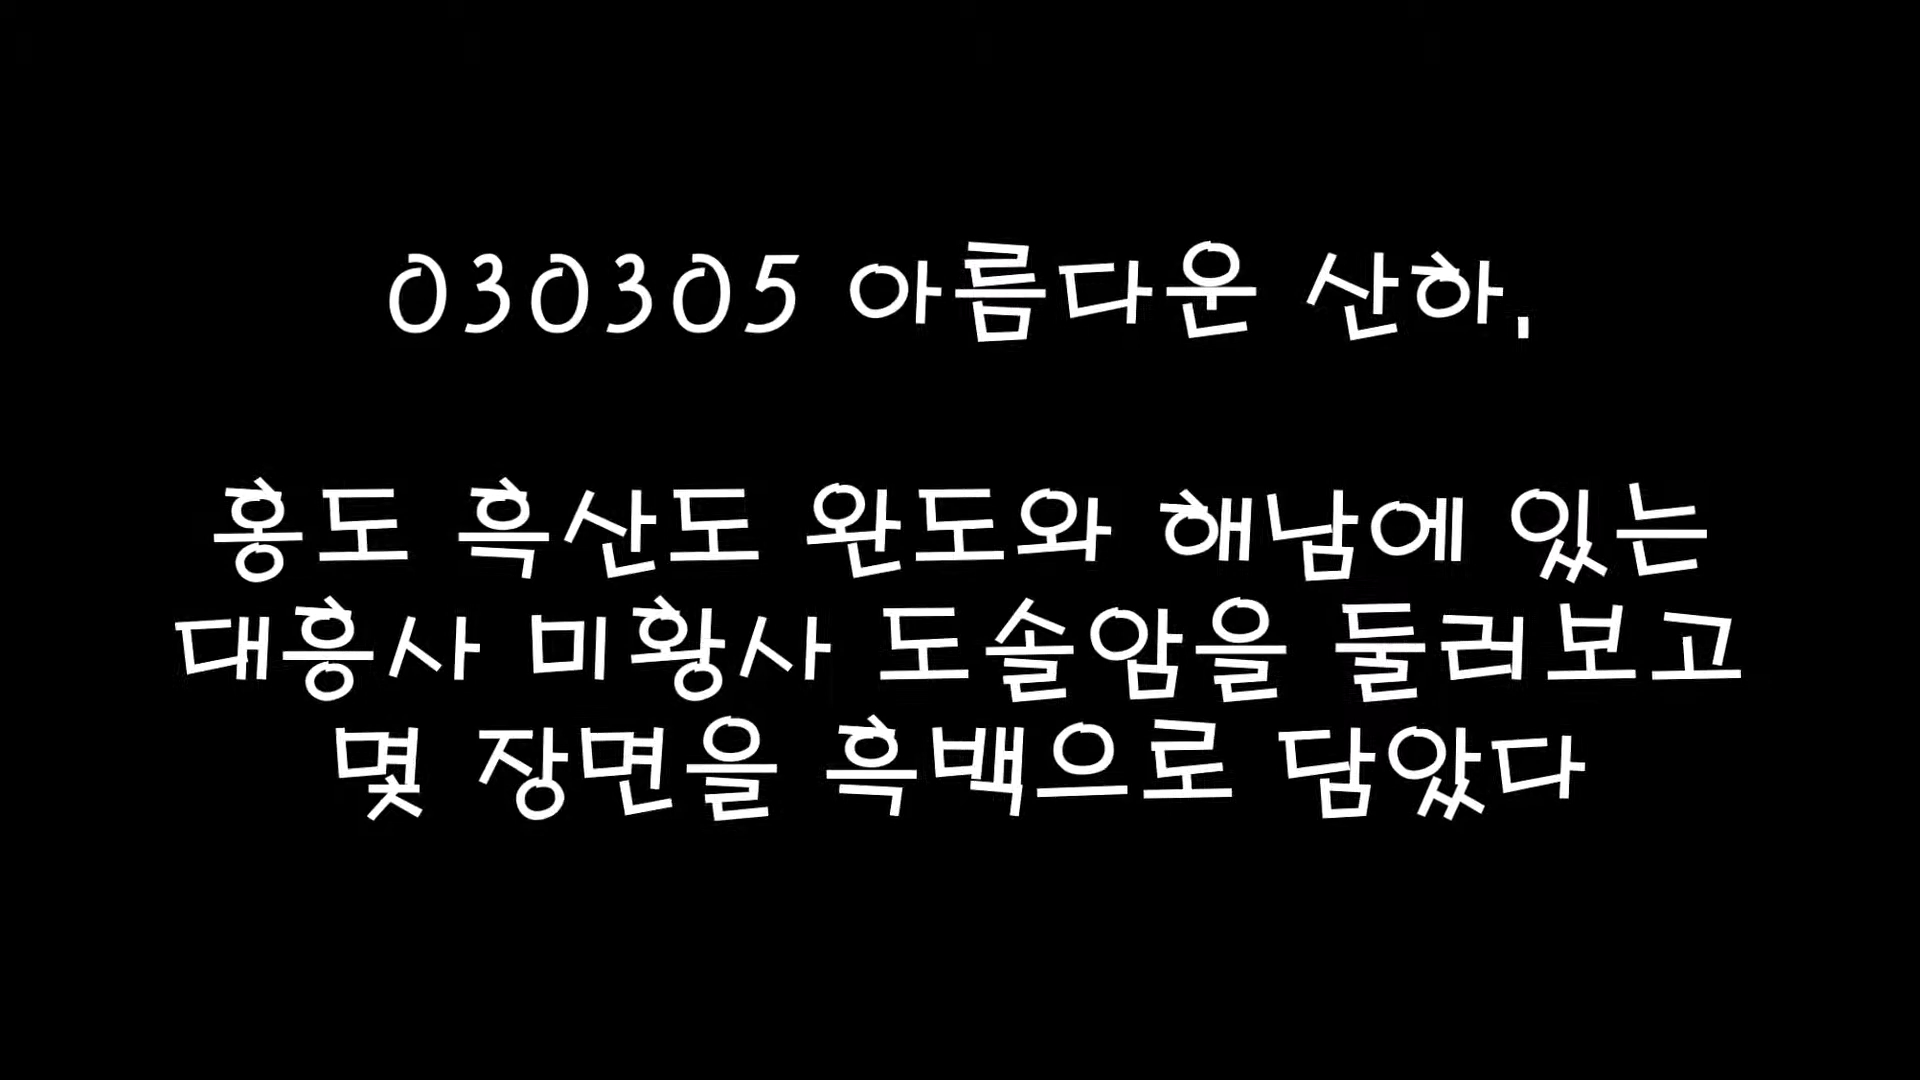 030305 아름다운 산하.
홍도 흑산도 완도와 해남에 있는
대흥사 미황사 도솔암을 둘러보고
몇 장면을 흑백으로 담았다